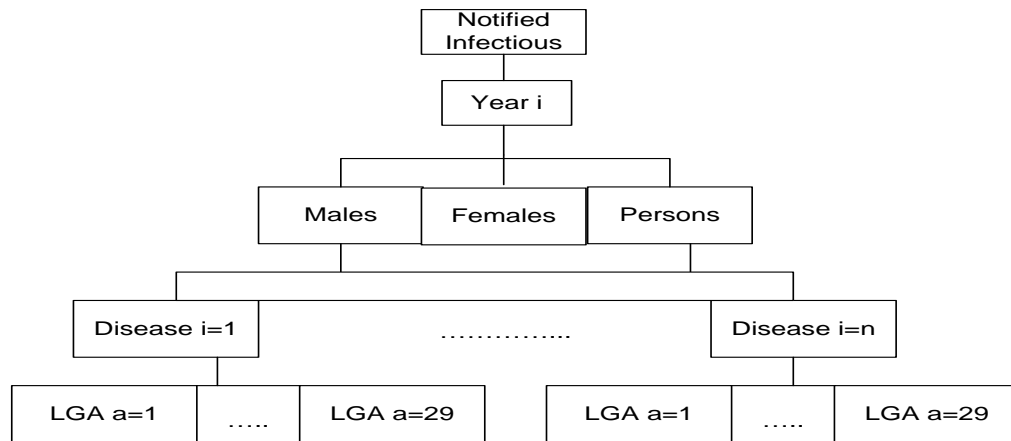 Notified
Infectious
Year i
Males Females Persons
Disease i=1 ………….. Disease i=n
LGA a=1 ….. LGA a=29 LGA a=1 ….. LGA a=29